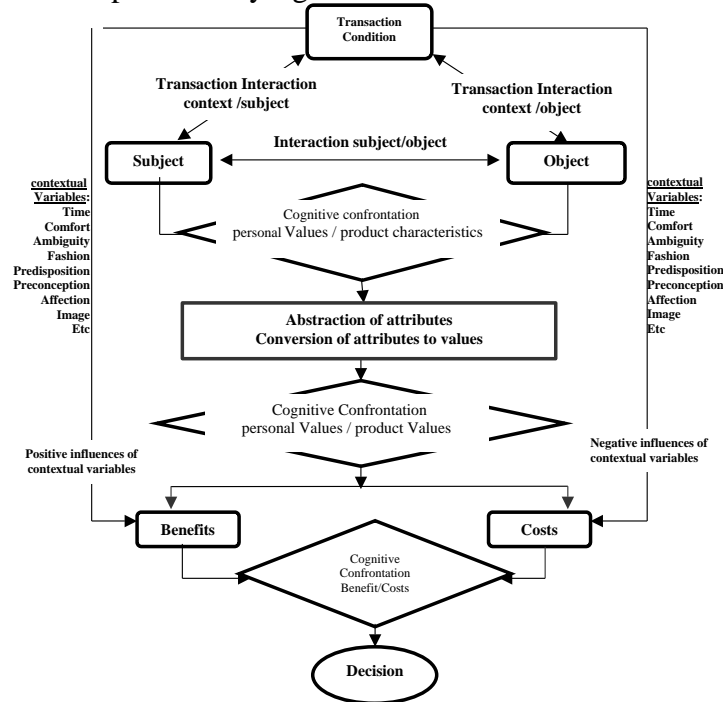 Transaction
Condition
Transaction Interaction
context /subject
Transaction Interaction
context /object
Interaction subject/object
Subject
Object
contextual
Variables:
Time
Comfort
Ambiguity
Fashion
Predisposition
Preconception
Affection
Image
Etc
contextual
Variables:
Time
Comfort
Ambiguity
Fashion
Predisposition
Preconception
Affection
Image
Etc
Cognitive confrontation
personal Values / product characteristics
Abstraction of attributes
Conversion of attributes to values
Cognitive Confrontation
personal Values / product Values
Positive influences of
contextual variables
Negative influences of
contextual variables
Benefits
Costs
Cognitive
Confrontation
Benefit/Costs
Decision